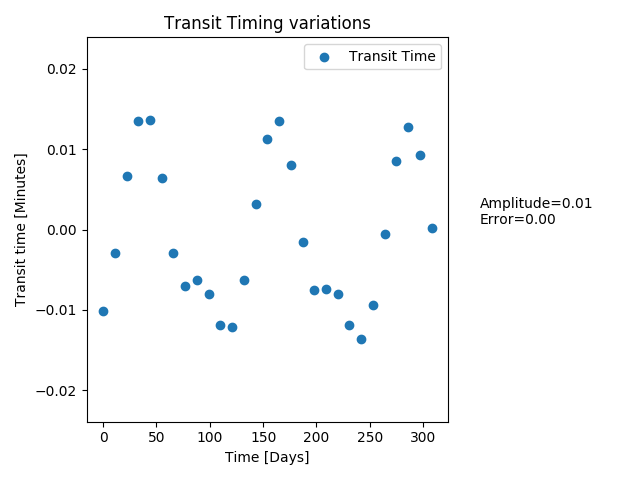 Transit Timing variations
Transit Time
Transit time [Minutes]
0.02
0.01
0.00
−0.01
−0.02
0
50
100
150
200
250
300
Time [Days]
Amplitude=0.01
Error=0.00